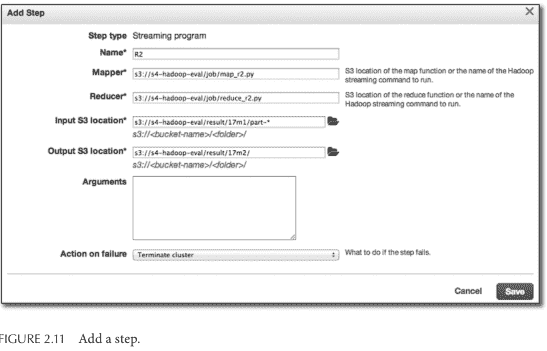 Add Step
Step type Streaming program
Name* R2
Mapper* s3://s4-hadoop-eval/job/map_r2.py S3 location of the map function or the name of the Hadoop
streaming command to run.
Reducer* s3://s4-hadoop-eval/job/reduce_r2.py S3 location of the reduce function or the name of the
Hadoop streaming command to run.
Input S3 location* s3://s4-hadoop-eval/result/17m1/part-*
s3://<bucket-name>/<folder>/
Output S3 location* s3://s4-hadoop-eval/result/17m2/
s3://<bucket-name>/<folder>/
Arguments
Action on failure Terminate cluster What to do if the step fails.
Cancel Save
FIGURE 2.11 Add a step.